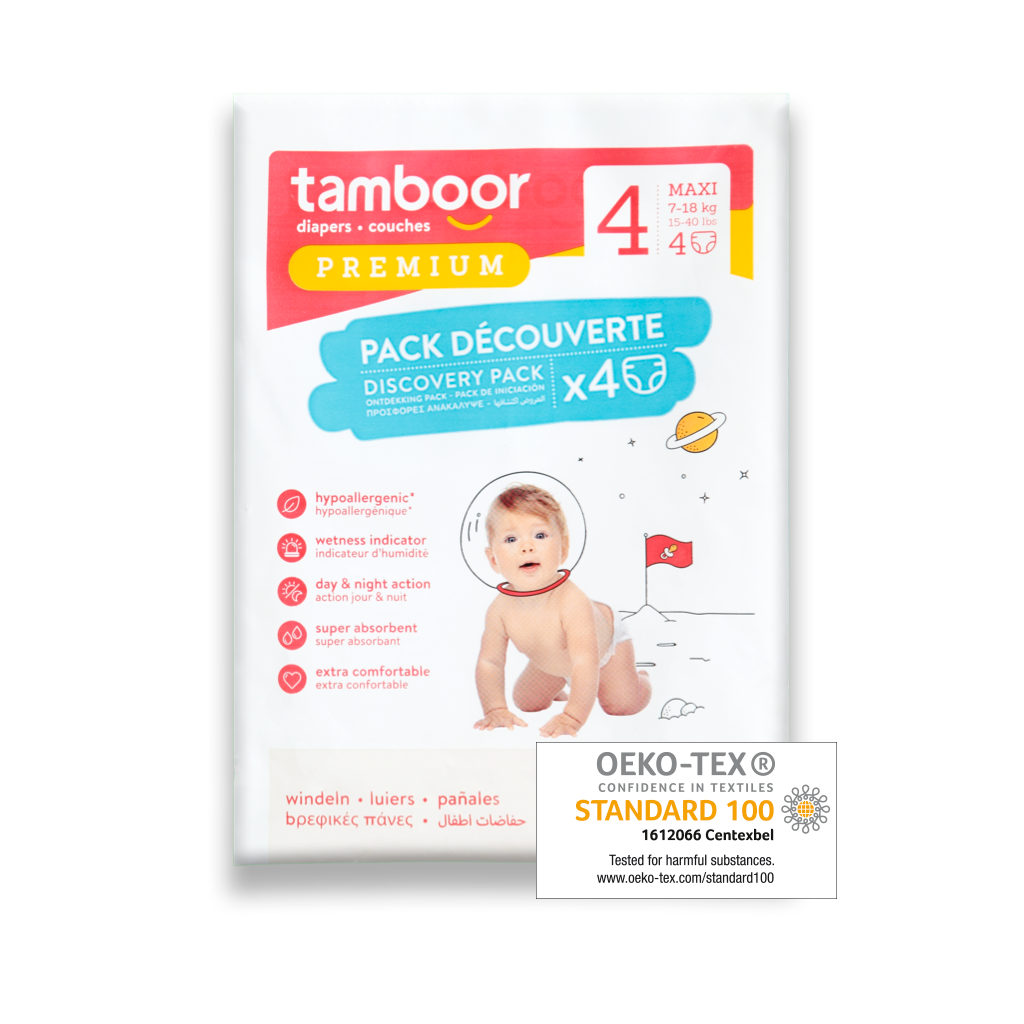 tamboor
diapers • couches
PREMIUM
4
MAXI
7-18 kg
15-40 lbs
4
PACK DÉCOUVERTE
DISCOVERY PACK
ONTDEKKING PACK - PACK DE INICIACIÓN
ΠΡΟΣΦΟΡΕΣ ΑΝΑΚΑΛΥΨΕ - العروض اكتشافها
x4
hypoallergenic*
hypoallergénique*
wetness indicator
indicateur d'humidité
day & night action
action jour & nuit
super absorbent
super absorbant
extra comfortable
extra confortable
windeln • luiers • pañales
bρεφικές πάνες • حفاضات اطفال
OEKO-TEX®
CONFIDENCE IN TEXTILES
STANDARD 100
1612066 Centexbel
Tested for harmful substances.
www.oeko-tex.com/standard100